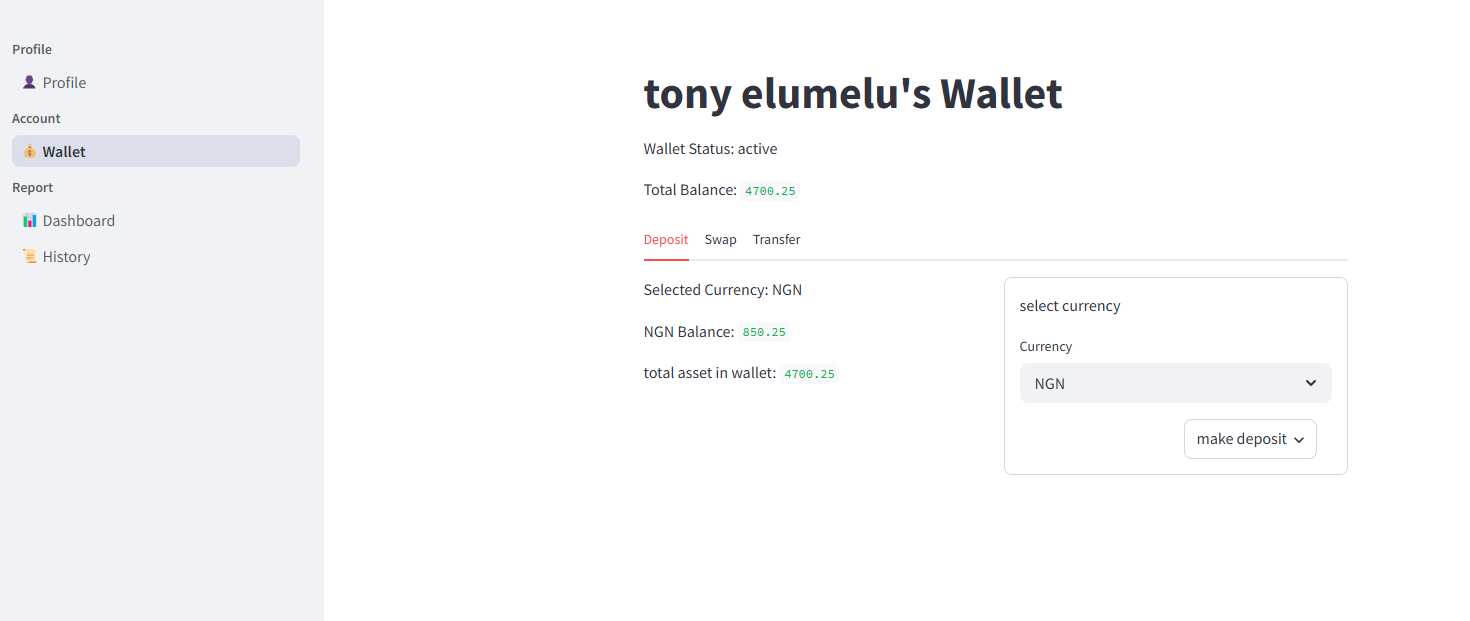 Profile
Profile
Account
Wallet
Report
Dashboard
History
tony elumelu's Wallet
Wallet Status: active
Total Balance: 4700.25
Deposit Swap Transfer
Selected Currency: NGN
NGN Balance: 850.25
total asset in wallet: 4700.25
select currency
Currency
NGN
make deposit